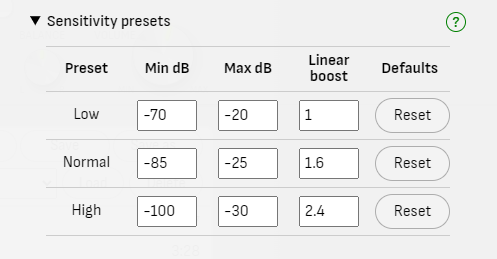 ▼ Sensitivity presets ?
Preset Min dB Max dB Linear boost Defaults
Low -70 -20 1 Reset
Normal -85 -25 1.6 Reset
High -100 -30 2.4 Reset